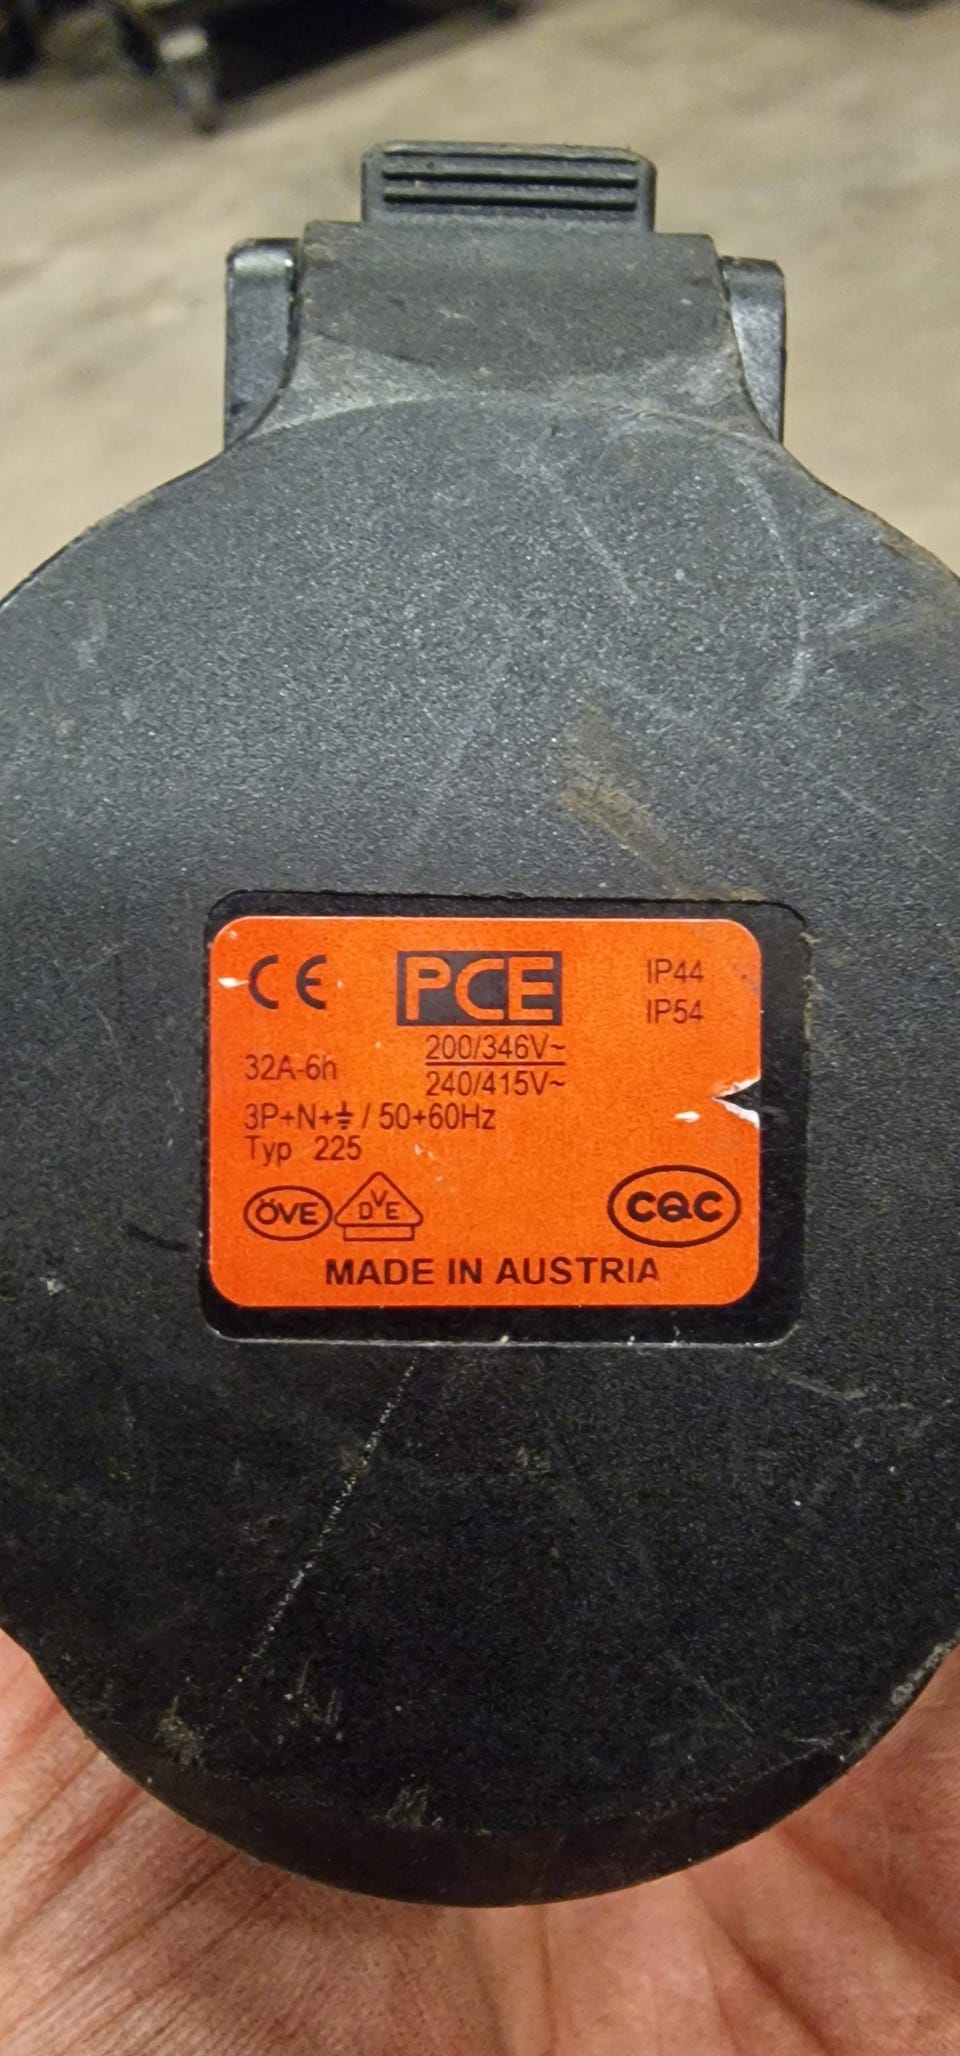 CE PCE IP44
IP54
200/346V~
32A-6h 240/415V~
3P+N+⏚ / 50+60Hz
Typ 225
ÖVE DVE CQC
MADE IN AUSTRIA